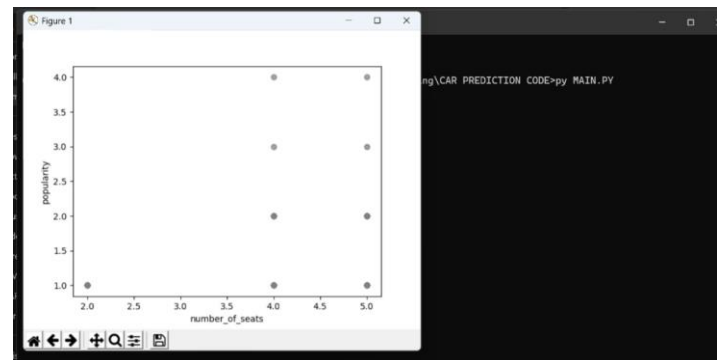 Figure 1
ng\CAR PREDICTION CODE>py MAIN.PY
4.0
3.5
3.0
2.5
2.0
1.5
1.0
popularity
2.0 2.5 3.0 3.5 4.0 4.5 5.0
number_of_seats